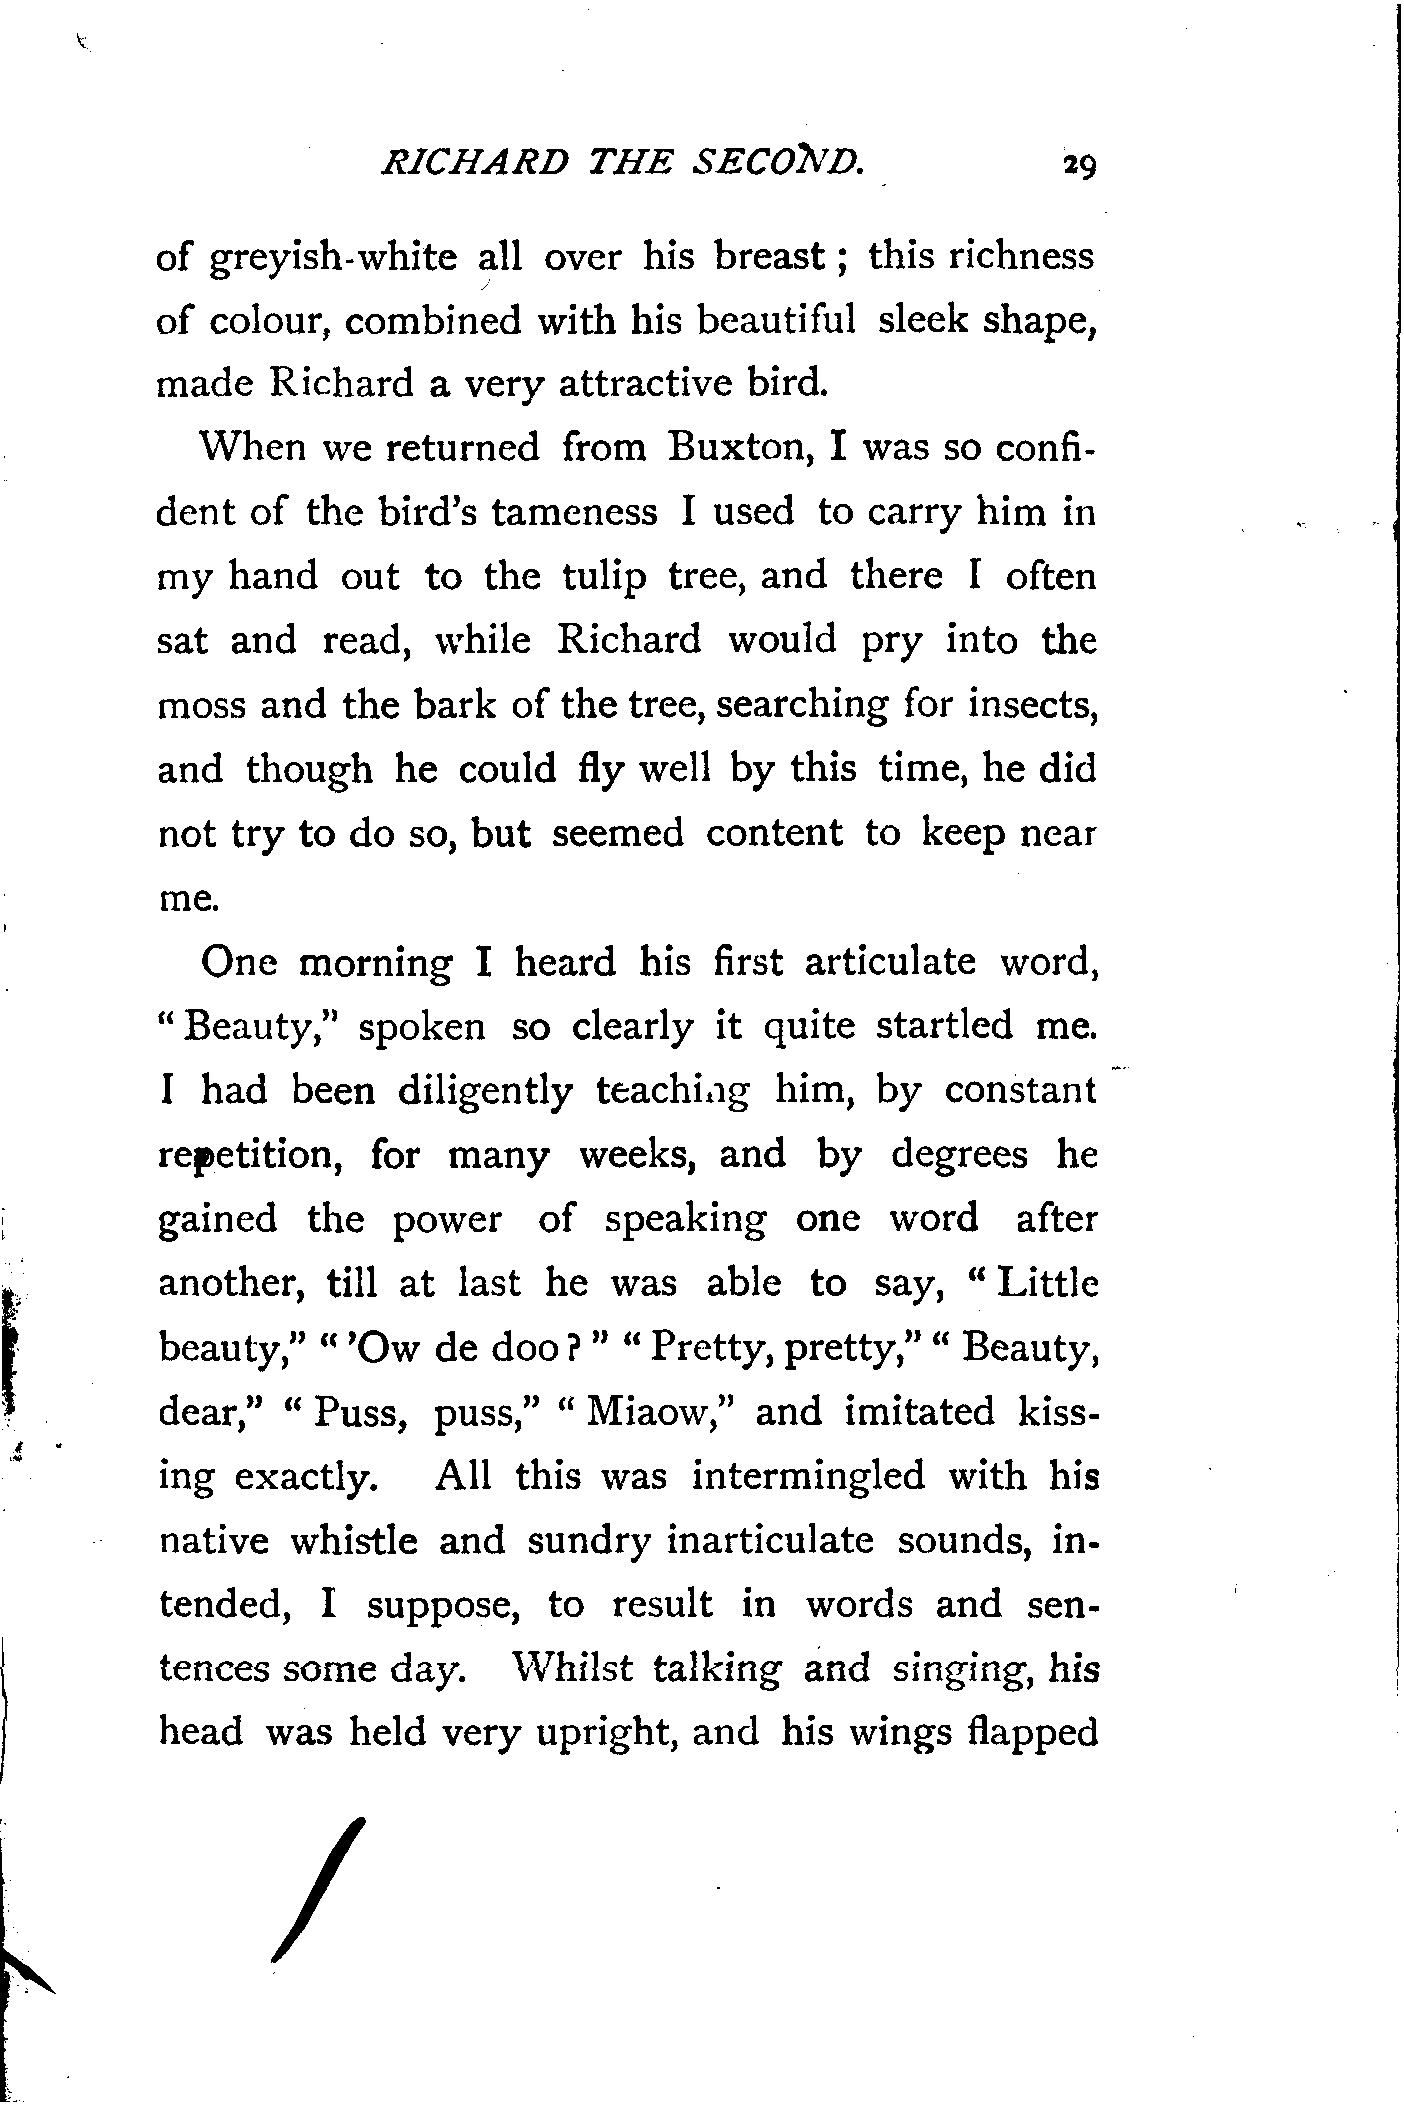 RICHARD THE SECOND. 29
of greyish-white all over his breast ; this richness
of colour, combined with his beautiful sleek shape,
made Richard a very attractive bird.
When we returned from Buxton, I was so confi-
dent of the bird's tameness I used to carry him in
my hand out to the tulip tree, and there I often
sat and read, while Richard would pry into the
moss and the bark of the tree, searching for insects,
and though he could fly well by this time, he did
not try to do so, but seemed content to keep near
me.
One morning I heard his first articulate word,
“ Beauty,” spoken so clearly it quite startled me.
I had been diligently teaching him, by constant
repetition, for many weeks, and by degrees he
gained the power of speaking one word after
another, till at last he was able to say, “ Little
beauty,” “ ’Ow de doo ? ” “ Pretty, pretty,” “ Beauty,
dear,” “ Puss, puss,” “ Miaow,” and imitated kiss-
ing exactly. All this was intermingled with his
native whistle and sundry inarticulate sounds, in-
tended, I suppose, to result in words and sen-
tences some day. Whilst talking and singing, his
head was held very upright, and his wings flapped